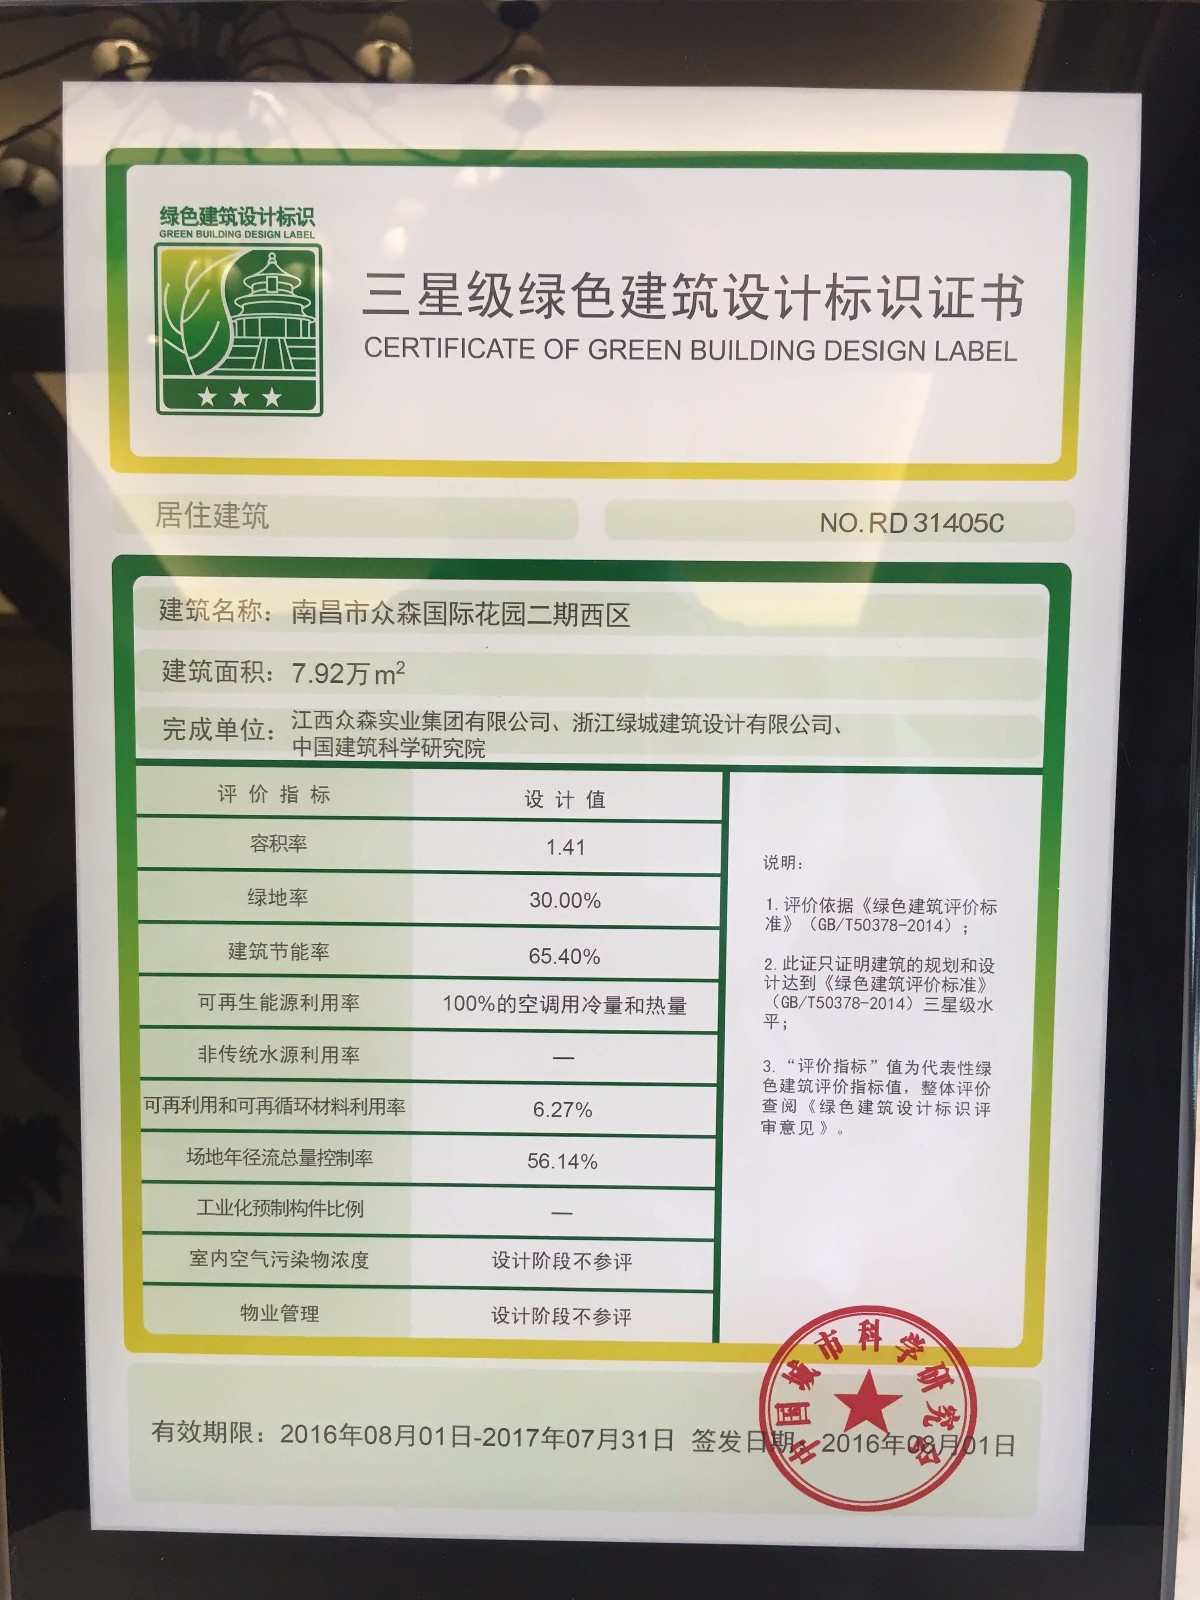 绿色建筑设计标识
GREEN BUILDING DESIGN LABEL
三星级绿色建筑设计标识证书
CERTIFICATE OF GREEN BUILDING DESIGN LABEL
居住建筑
NO. RD 31405C
建筑名称：南昌市众森国际花园二期西区
建筑面积：7.92万m²
完成单位：江西众森实业集团有限公司、浙江绿城建筑设计有限公司、
中国建筑科学研究院
评价指标 设计值
容积率 1.41
绿地率 30.00%
建筑节能率 65.40%
可再生能源利用率 100%的空调用冷量和热量
非传统水源利用率 —
可再利用和可再循环材料利用率 6.27%
场地年径流总量控制率 56.14%
工业化预制构件比例 —
室内空气污染物浓度 设计阶段不参评
物业管理 设计阶段不参评
说明：
1. 评价依据《绿色建筑评价标
准》（GB/T50378-2014）；
2. 此证只证明建筑的规划和设
计达到《绿色建筑评价标准》
（GB/T50378-2014）三星级水
平；
3. “评价指标”值为代表性绿
色建筑评价指标值，整体评价
查阅《绿色建筑设计标识评
审意见》。
中国城市科学研究会
有效期限：2016年08月01日-2017年07月31日 签发日期：2016年08月01日